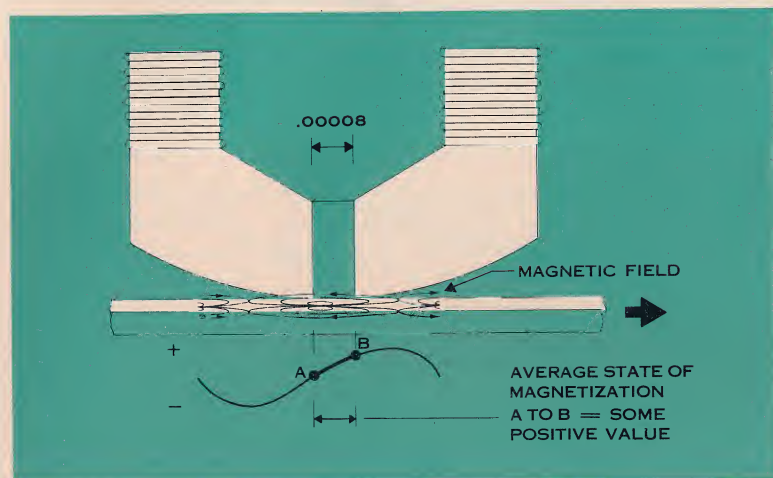 .00008
MAGNETIC FIELD
+
B
A
−
AVERAGE STATE OF
MAGNETIZATION
A TO B = SOME
POSITIVE VALUE